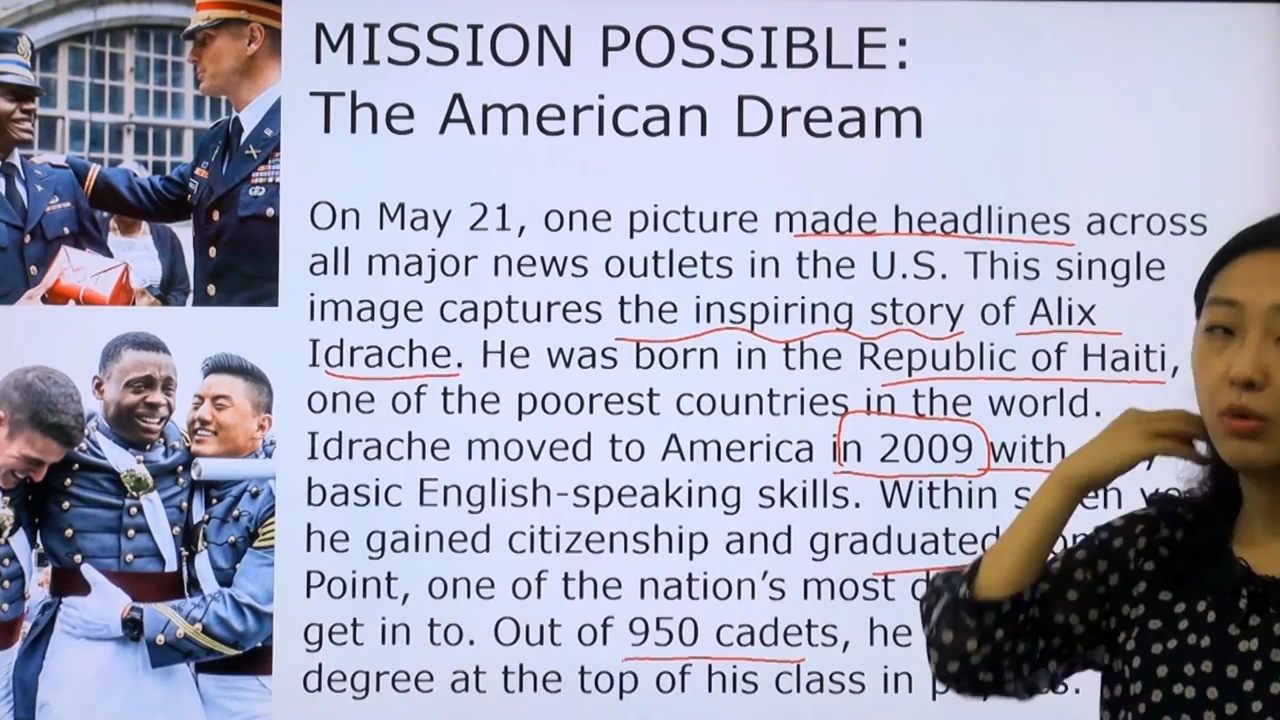 MISSION POSSIBLE:
The American Dream
On May 21, one picture made headlines across
all major news outlets in the U.S. This single
image captures the inspiring story of Alix
Idrache. He was born in the Republic of Haiti,
one of the poorest countries in the world.
Idrache moved to America in 2009 with
basic English-speaking skills. Within
he gained citizenship and graduated
Point, one of the nation's most
get in to. Out of 950 cadets, he
degree at the top of his class in